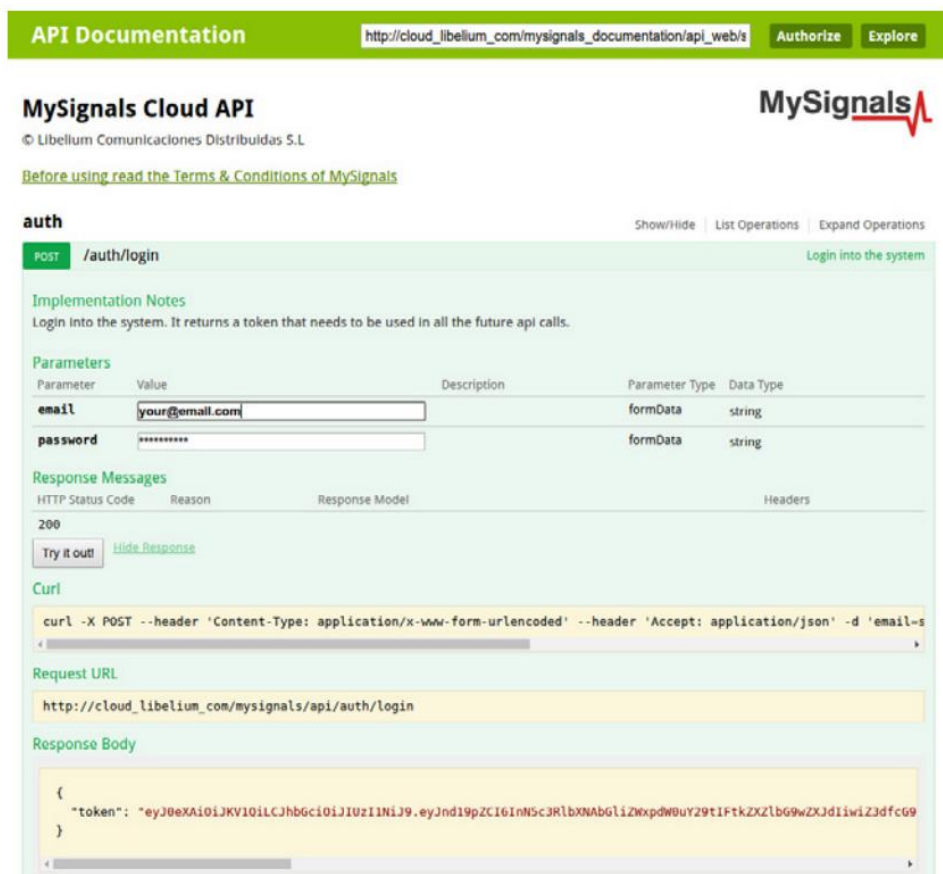 API Documentation http://cloud_libelium_com/mysignals_documentation/api_web/s Authorize Explore
MySignals Cloud API
MySignals
© Libelium Comunicaciones Distribuidas S.L
Before using read the Terms & Conditions of MySignals
auth Show/Hide List Operations Expand Operations
POST /auth/login Login into the system
Implementation Notes
Login into the system. It returns a token that needs to be used in all the future api calls.
Parameters
Parameter Value Description Parameter Type Data Type
email your@email.com formData string
password ********** formData string
Response Messages
HTTP Status Code Reason Response Model Headers
200
Try it out! Hide Response
Curl
curl -X POST --header 'Content-Type: application/x-www-form-urlencoded' --header 'Accept: application/json' -d 'email=s
Request URL
http://cloud_libelium_com/mysignals/api/auth/login
Response Body
{
"token":
}